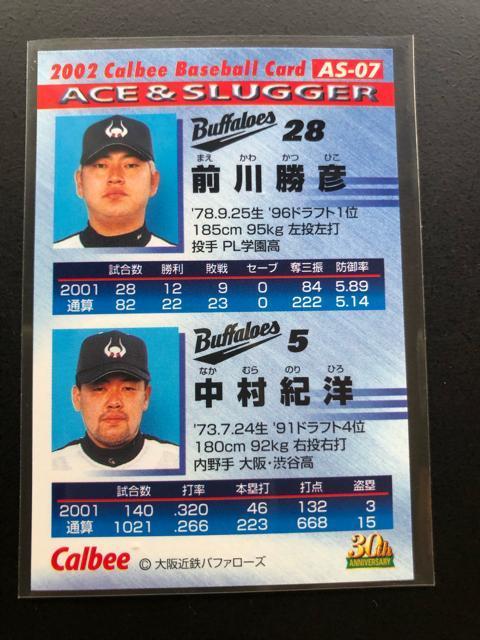 2002 Calbee Baseball Card AS-07
ACE & SLUGGER
Buffaloes 28
まえ かわ かつ ひこ
前川勝彦
'78.9.25生 '96ドラフト1位
185cm 95kg 左投左打
投手 PL学園高
試合数 勝利 敗戦 セーブ 奪三振 防御率
2001 28 12 9 0 84 5.89
通算 82 22 23 0 222 5.14
Buffaloes 5
なか むら のり ひろ
中村紀洋
'73.7.24生 '91ドラフト4位
180cm 92kg 右投右打
内野手 大阪・渋谷高
試合数 打率 本塁打 打点 盗塁
2001 140 .320 46 132 3
通算 1021 .266 223 668 15
Calbee © 大阪近鉄バファローズ
30th
ANNIVERSARY